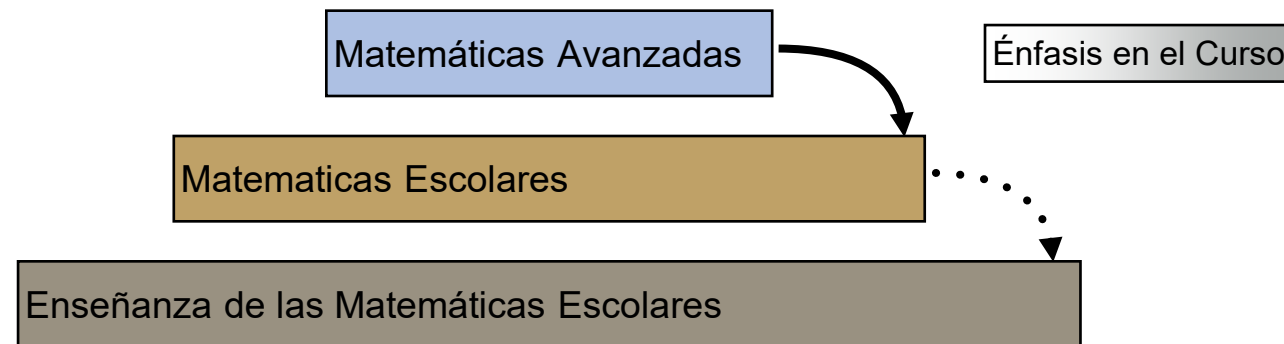 Matemáticas Avanzadas
Énfasis en el Curso
Matematicas Escolares
Enseñanza de las Matemáticas Escolares